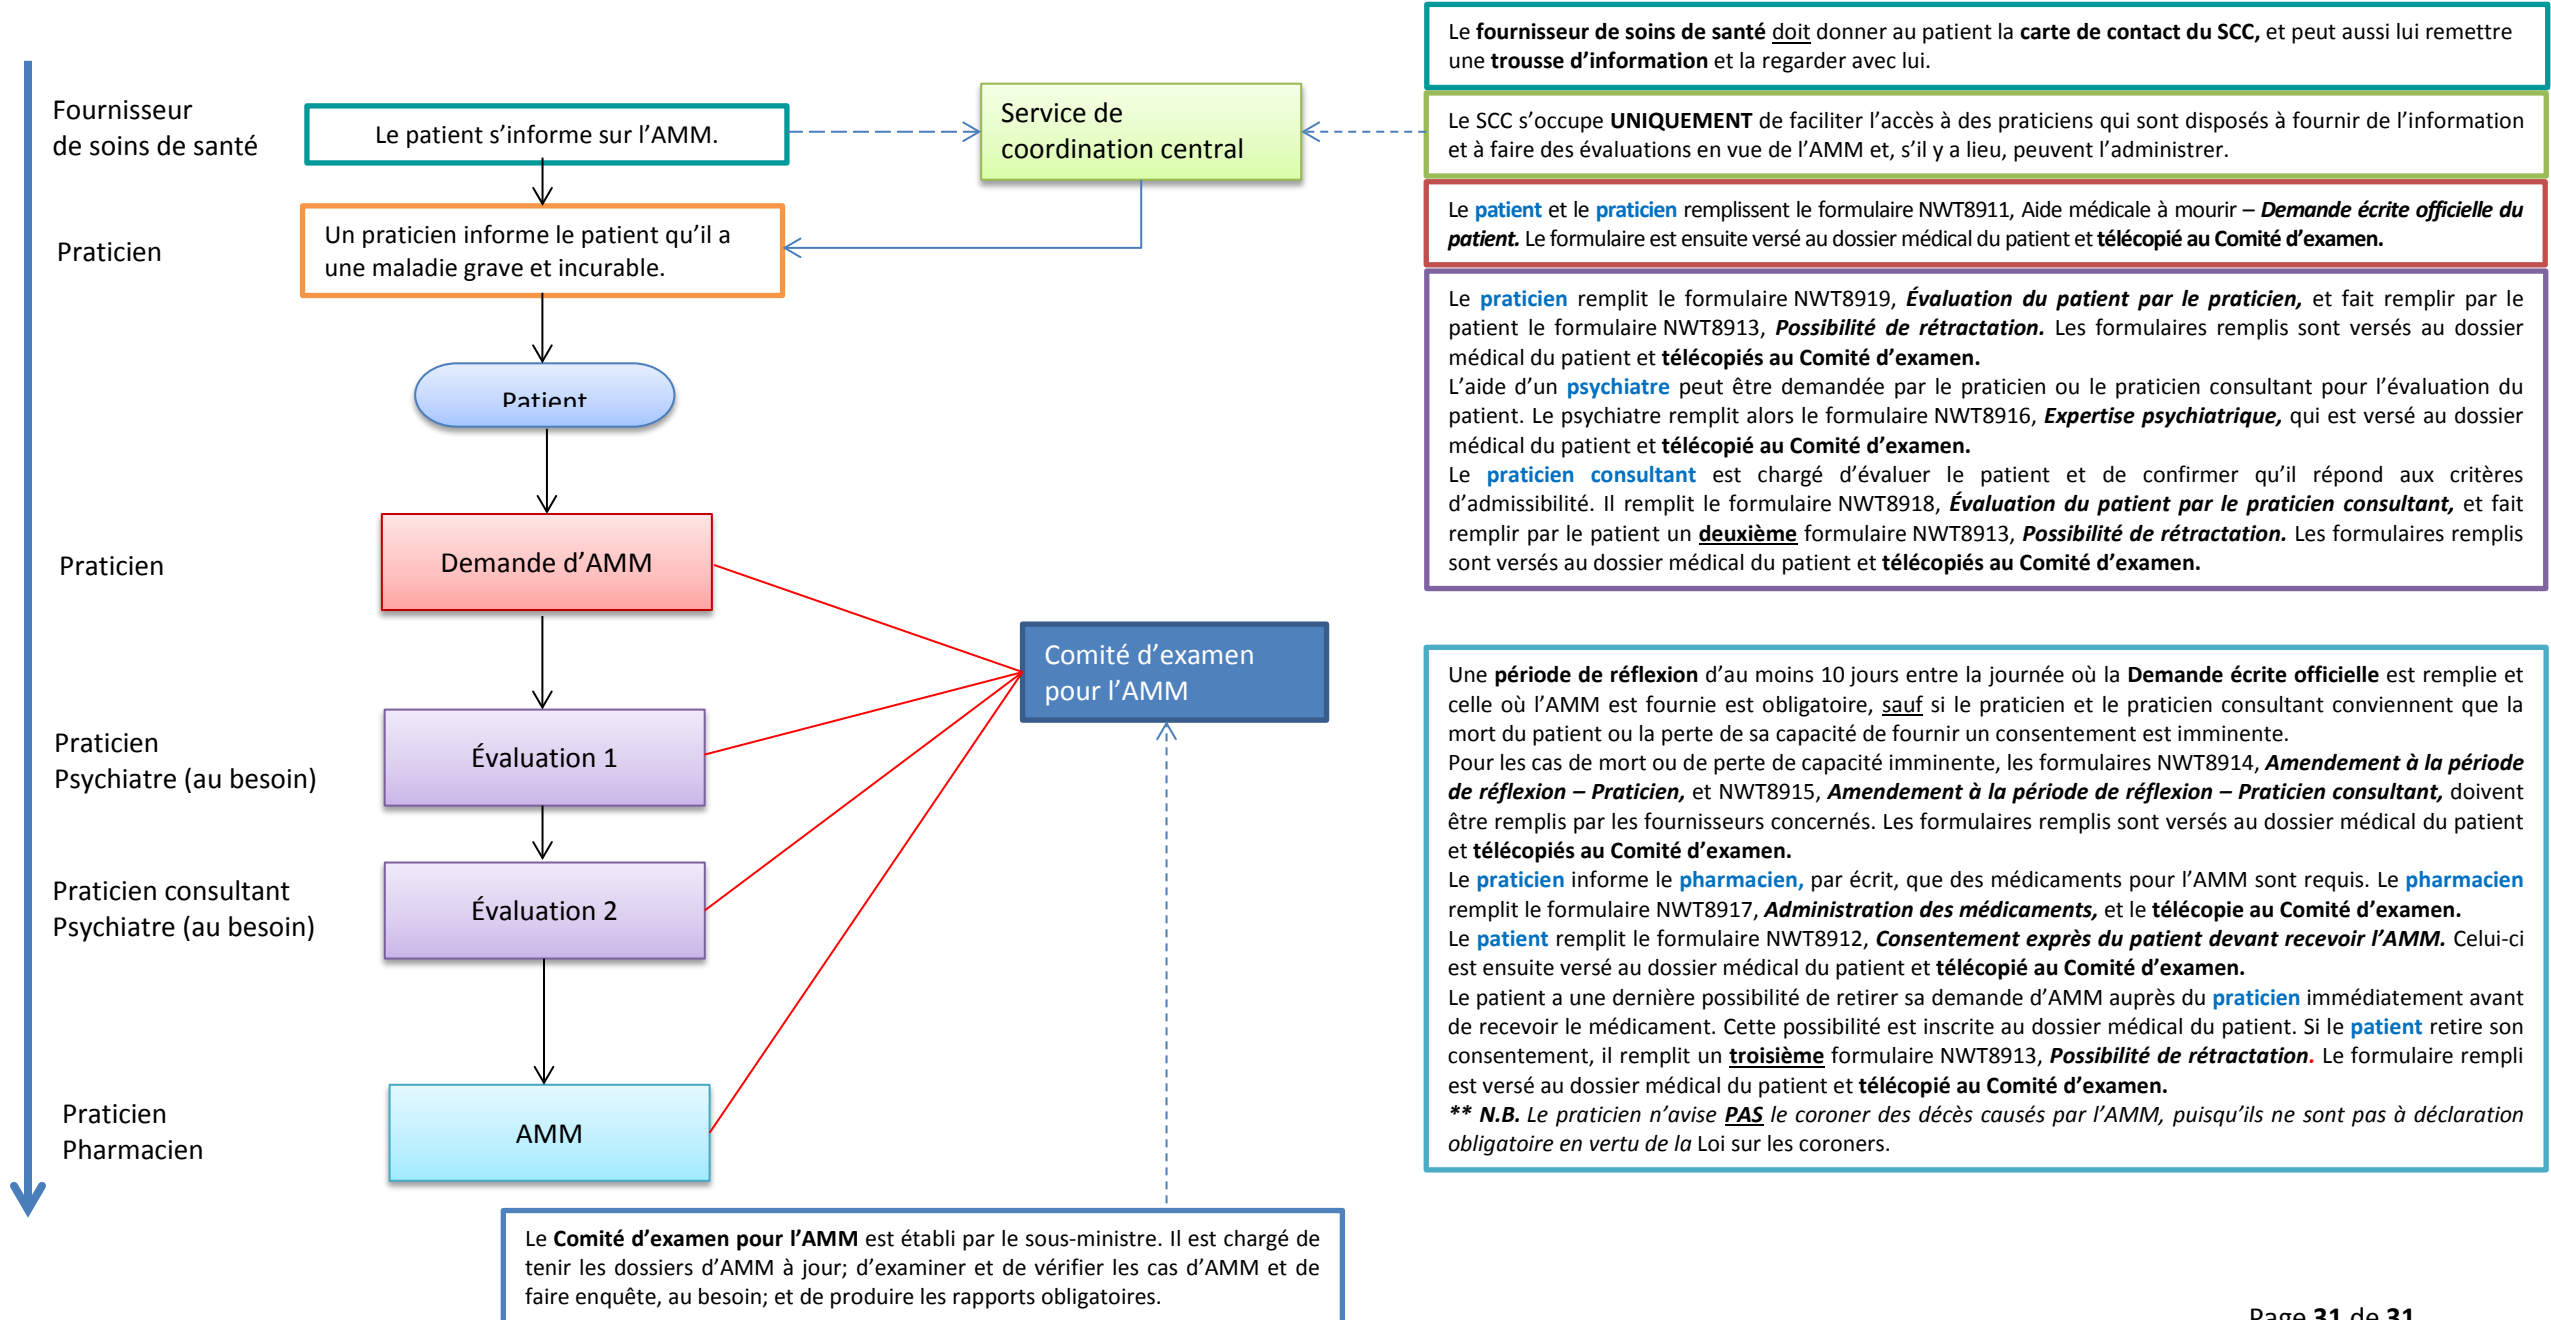 Fournisseur
de soins de santé
Le patient s’informe sur l’AMM.
Service de
coordination central
Praticien
Un praticien informe le patient qu’il a
une maladie grave et incurable.
Patient
Praticien
Demande d’AMM
Comité d’examen
pour l’AMM
Praticien
Psychiatre (au besoin)
Évaluation 1
Praticien consultant
Psychiatre (au besoin)
Évaluation 2
Praticien
Pharmacien
AMM
Le Comité d’examen pour l’AMM est établi par le sous-ministre. Il est chargé de
tenir les dossiers d’AMM à jour; d’examiner et de vérifier les cas d’AMM et de
faire enquête, au besoin; et de produire les rapports obligatoires.
Le fournisseur de soins de santé doit donner au patient la carte de contact du SCC, et peut aussi lui remettre
une trousse d’information et la regarder avec lui.
Le SCC s’occupe UNIQUEMENT de faciliter l’accès à des praticiens qui sont disposés à fournir de l’information
et à faire des évaluations en vue de l’AMM et, s’il y a lieu, peuvent l’administrer.
Le patient et le praticien remplissent le formulaire NWT8911, Aide médicale à mourir – Demande écrite officielle du
patient. Le formulaire est ensuite versé au dossier médical du patient et télécopié au Comité d’examen.
Le praticien remplit le formulaire NWT8919, Évaluation du patient par le praticien, et fait remplir par le
patient le formulaire NWT8913, Possibilité de rétractation. Les formulaires remplis sont versés au dossier
médical du patient et télécopiés au Comité d’examen.
L’aide d’un psychiatre peut être demandée par le praticien ou le praticien consultant pour l’évaluation du
patient. Le psychiatre remplit alors le formulaire NWT8916, Expertise psychiatrique, qui est versé au dossier
médical du patient et télécopié au Comité d’examen.
Le praticien consultant est chargé d’évaluer le patient et de confirmer qu’il répond aux critères
d’admissibilité. Il remplit le formulaire NWT8918, Évaluation du patient par le praticien consultant, et fait
remplir par le patient un deuxième formulaire NWT8913, Possibilité de rétractation. Les formulaires remplis
sont versés au dossier médical du patient et télécopiés au Comité d’examen.
Une période de réflexion d’au moins 10 jours entre la journée où la Demande écrite officielle est remplie et
celle où l’AMM est fournie est obligatoire, sauf si le praticien et le praticien consultant conviennent que la
mort du patient ou la perte de sa capacité de fournir un consentement est imminente.
Pour les cas de mort ou de perte de capacité imminente, les formulaires NWT8914, Amendement à la période
de réflexion – Praticien, et NWT8915, Amendement à la période de réflexion – Praticien consultant, doivent
être remplis par les fournisseurs concernés. Les formulaires remplis sont versés au dossier médical du patient
et télécopiés au Comité d’examen.
Le praticien informe le pharmacien, par écrit, que des médicaments pour l’AMM sont requis. Le pharmacien
remplit le formulaire NWT8917, Administration des médicaments, et le télécopie au Comité d’examen.
Le patient remplit le formulaire NWT8912, Consentement exprès du patient devant recevoir l’AMM. Celui-ci
est ensuite versé au dossier médical du patient et télécopié au Comité d’examen.
Le patient a une dernière possibilité de retirer sa demande d’AMM auprès du praticien immédiatement avant
de recevoir le médicament. Cette possibilité est inscrite au dossier médical du patient. Si le patient retire son
consentement, il remplit un troisième formulaire NWT8913, Possibilité de rétractation. Le formulaire rempli
est versé au dossier médical du patient et télécopié au Comité d’examen.
** N.B. Le praticien n’avise PAS le coroner des décès causés par l’AMM, puisqu’ils ne sont pas à déclaration
obligatoire en vertu de la Loi sur les coroners.
Page 31 de 31